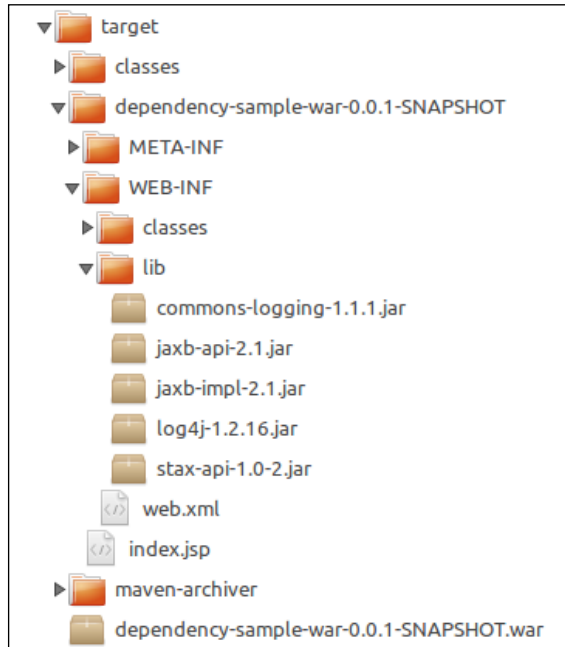 target
classes
dependency-sample-war-0.0.1-SNAPSHOT
META-INF
WEB-INF
classes
lib
commons-logging-1.1.1.jar
jaxb-api-2.1.jar
jaxb-impl-2.1.jar
log4j-1.2.16.jar
stax-api-1.0-2.jar
web.xml
index.jsp
maven-archiver
dependency-sample-war-0.0.1-SNAPSHOT.war